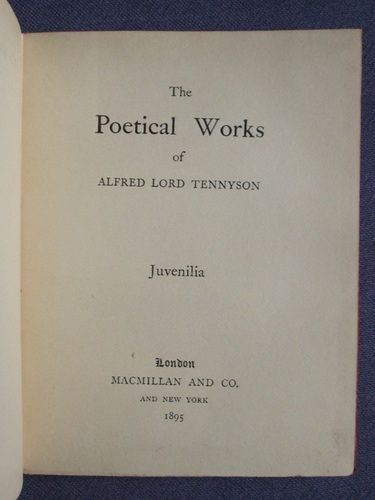 The
Poetical Works
of
ALFRED LORD TENNYSON
Juvenilia
London
MACMILLAN AND CO.
AND NEW YORK
1895